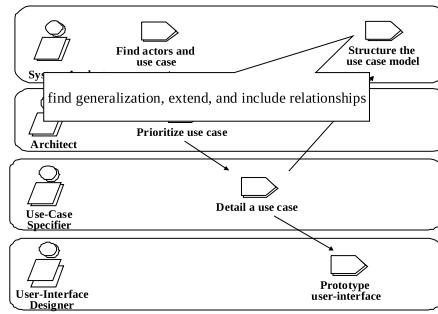 Find actors and
use case
Structure the
use case model
find generalization, extend, and include relationships
Architect
Prioritize use case
Use-Case
Specifier
Detail a use case
User-Interface
Designer
Prototype
user-interface